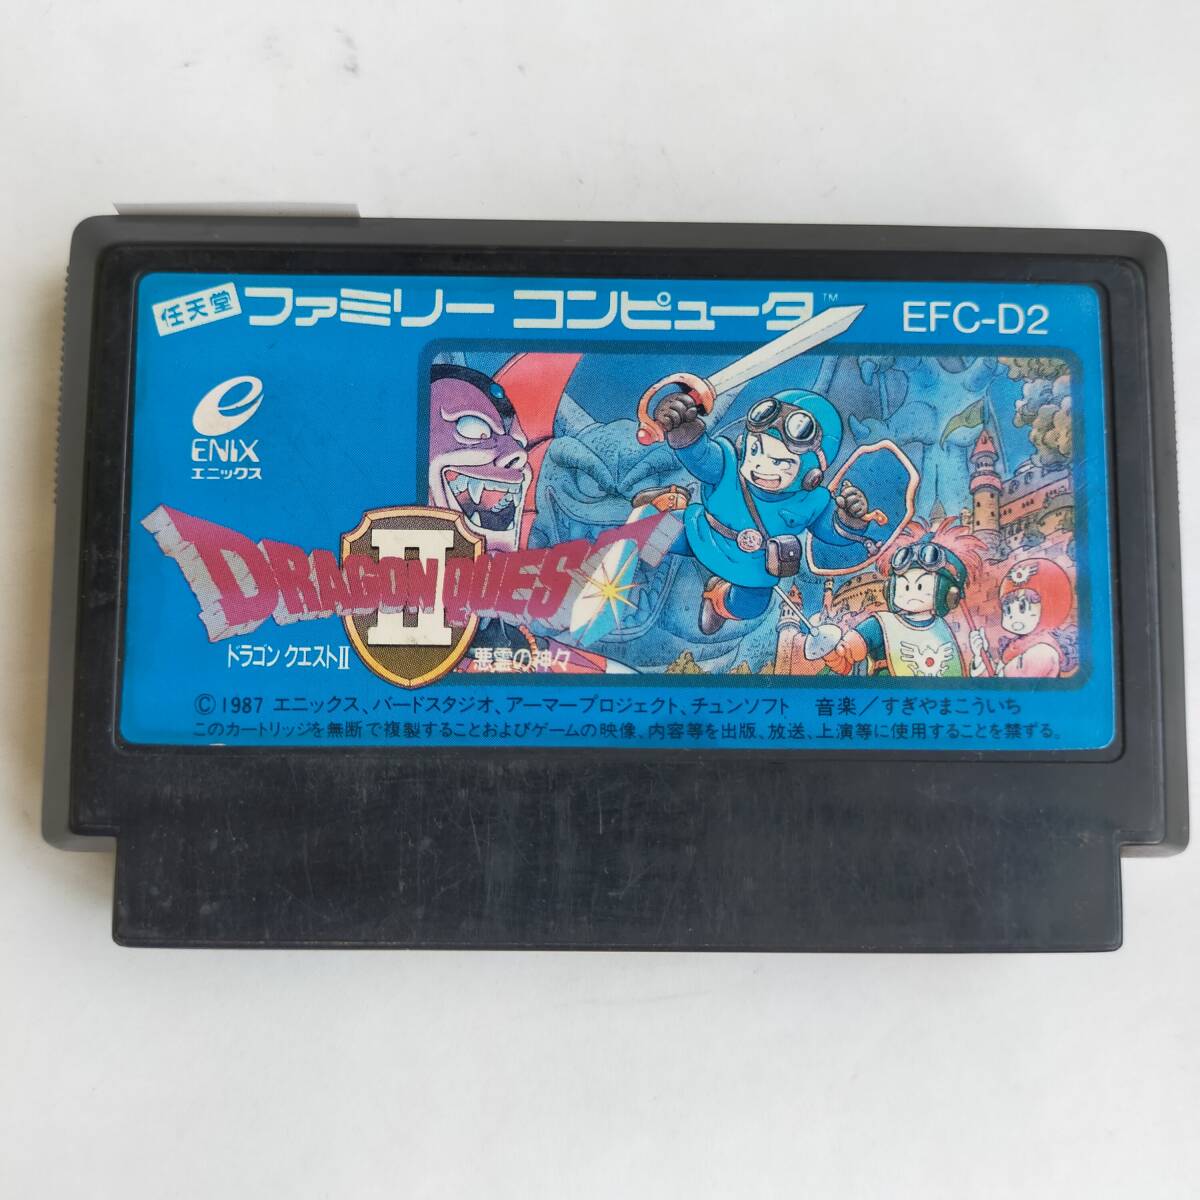 任天堂 ファミリー コンピュータ™ EFC-D2
e
ENIX
エニックス
DRAGON QUEST II
ドラゴン クエストII 悪霊の神々
© 1987 エニックス、バードスタジオ、アーマープロジェクト、チュンソフト 音楽／すぎやまこういち
このカートリッジを無断で複製することおよびゲームの映像、内容等を出版、放送、上演等に使用することを禁ずる。